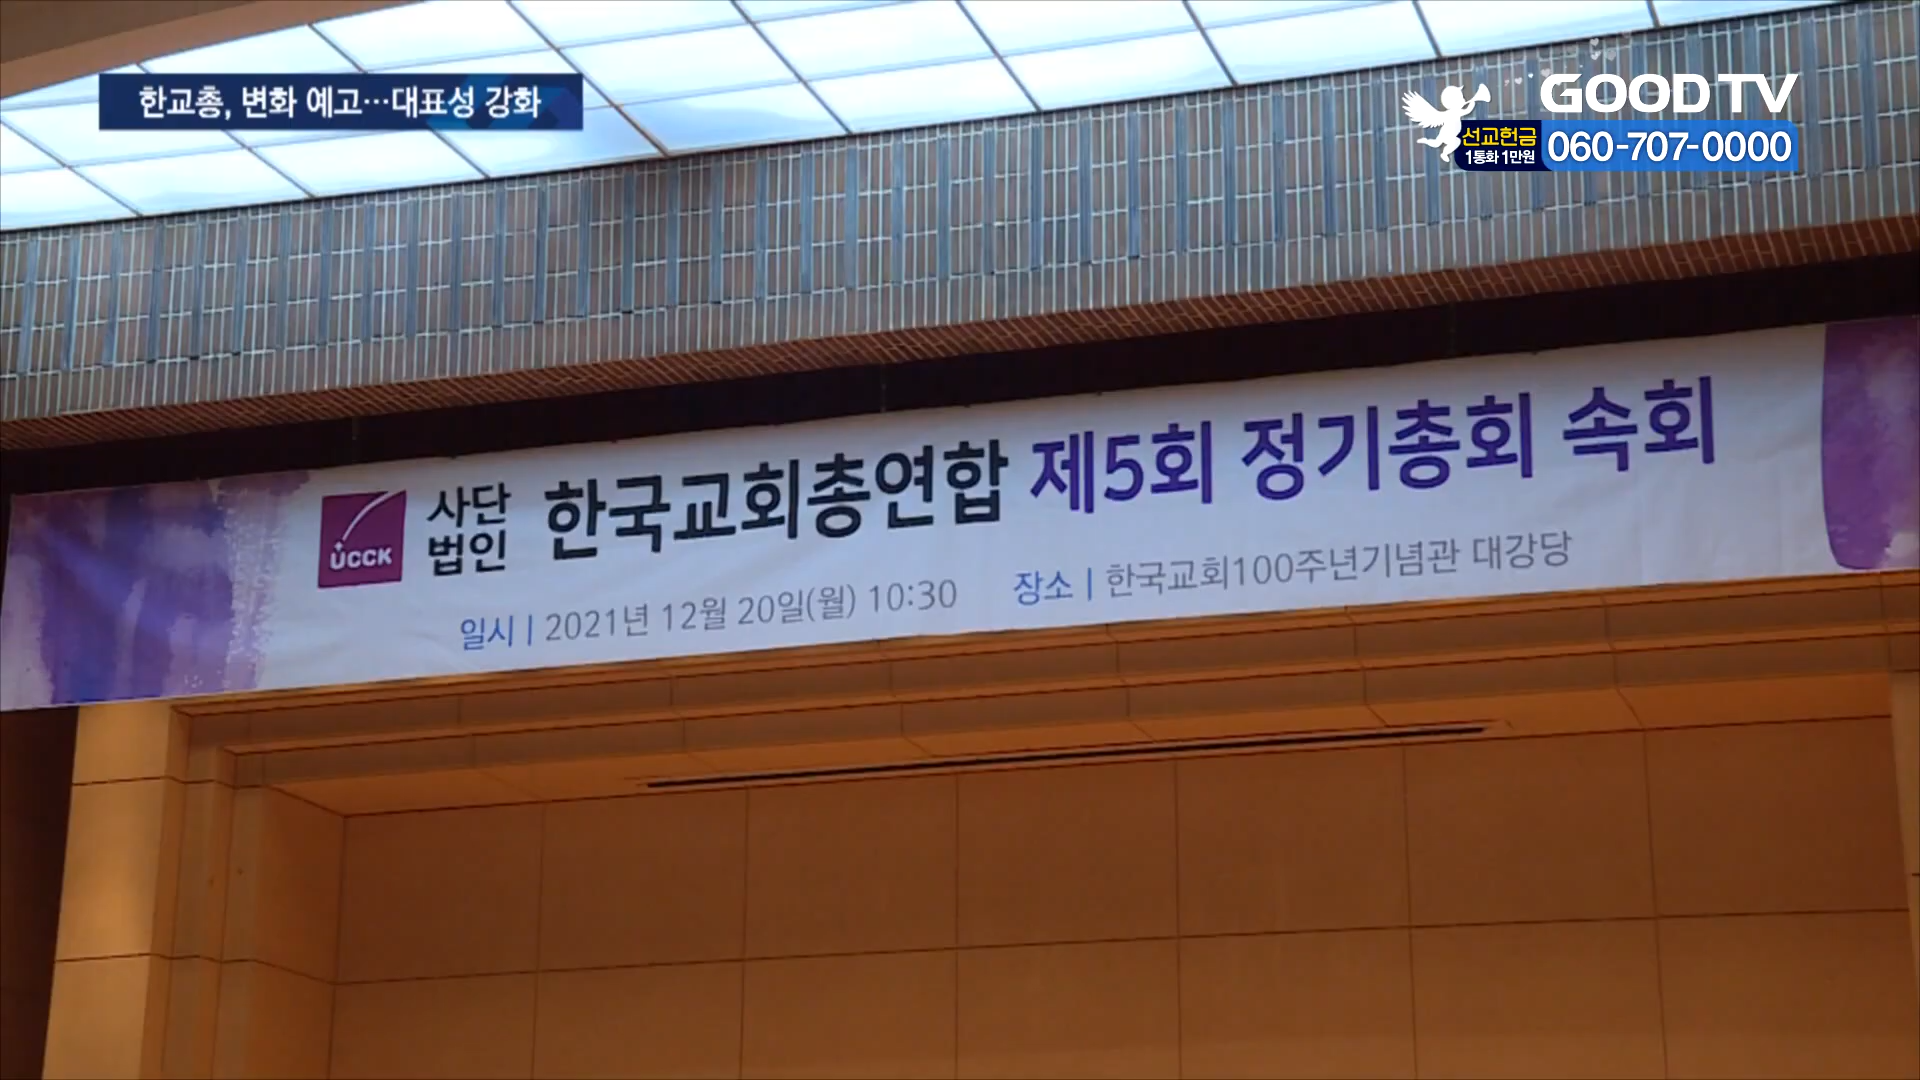 한교총, 변화 예고…대표성 강화
GOODTV
선교헌금
1통화 1만원
060-707-0000
UCCK
사단
법인
한국교회총연합 제5회 정기총회 속회
일시 | 2021년 12월 20일(월) 10:30 장소 | 한국교회100주년기념관 대강당